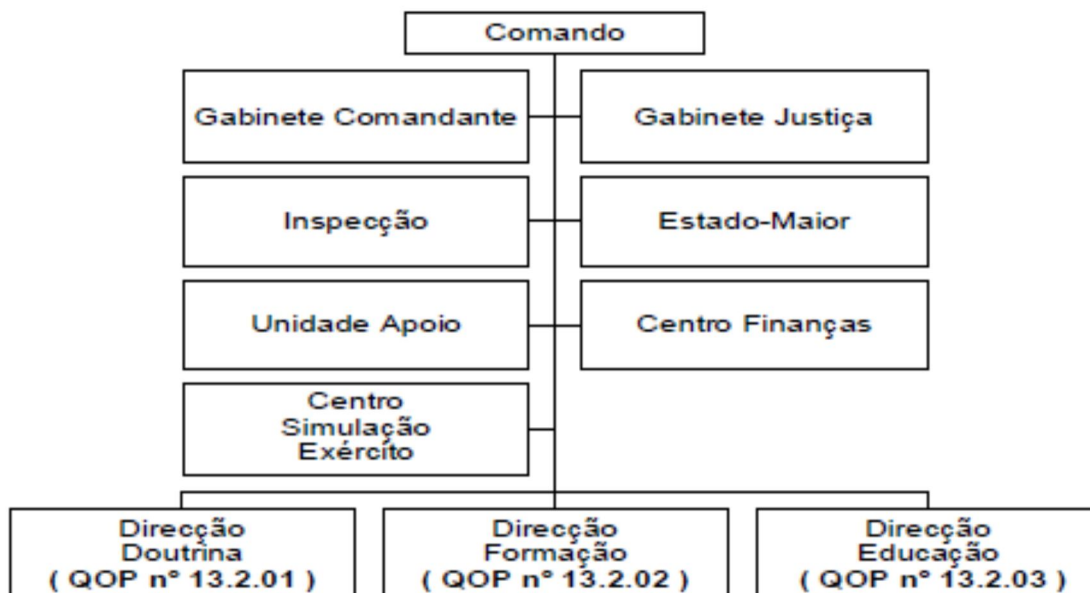 Comando
Gabinete Comandante
Gabinete Justiça
Inspecção
Estado-Maior
Unidade Apoio
Centro Finanças
Centro
Simulação
Exército
Direcção
Doutrina
( QOP nº 13.2.01 )
Direcção
Formação
( QOP nº 13.2.02 )
Direcção
Educação
( QOP nº 13.2.03 )